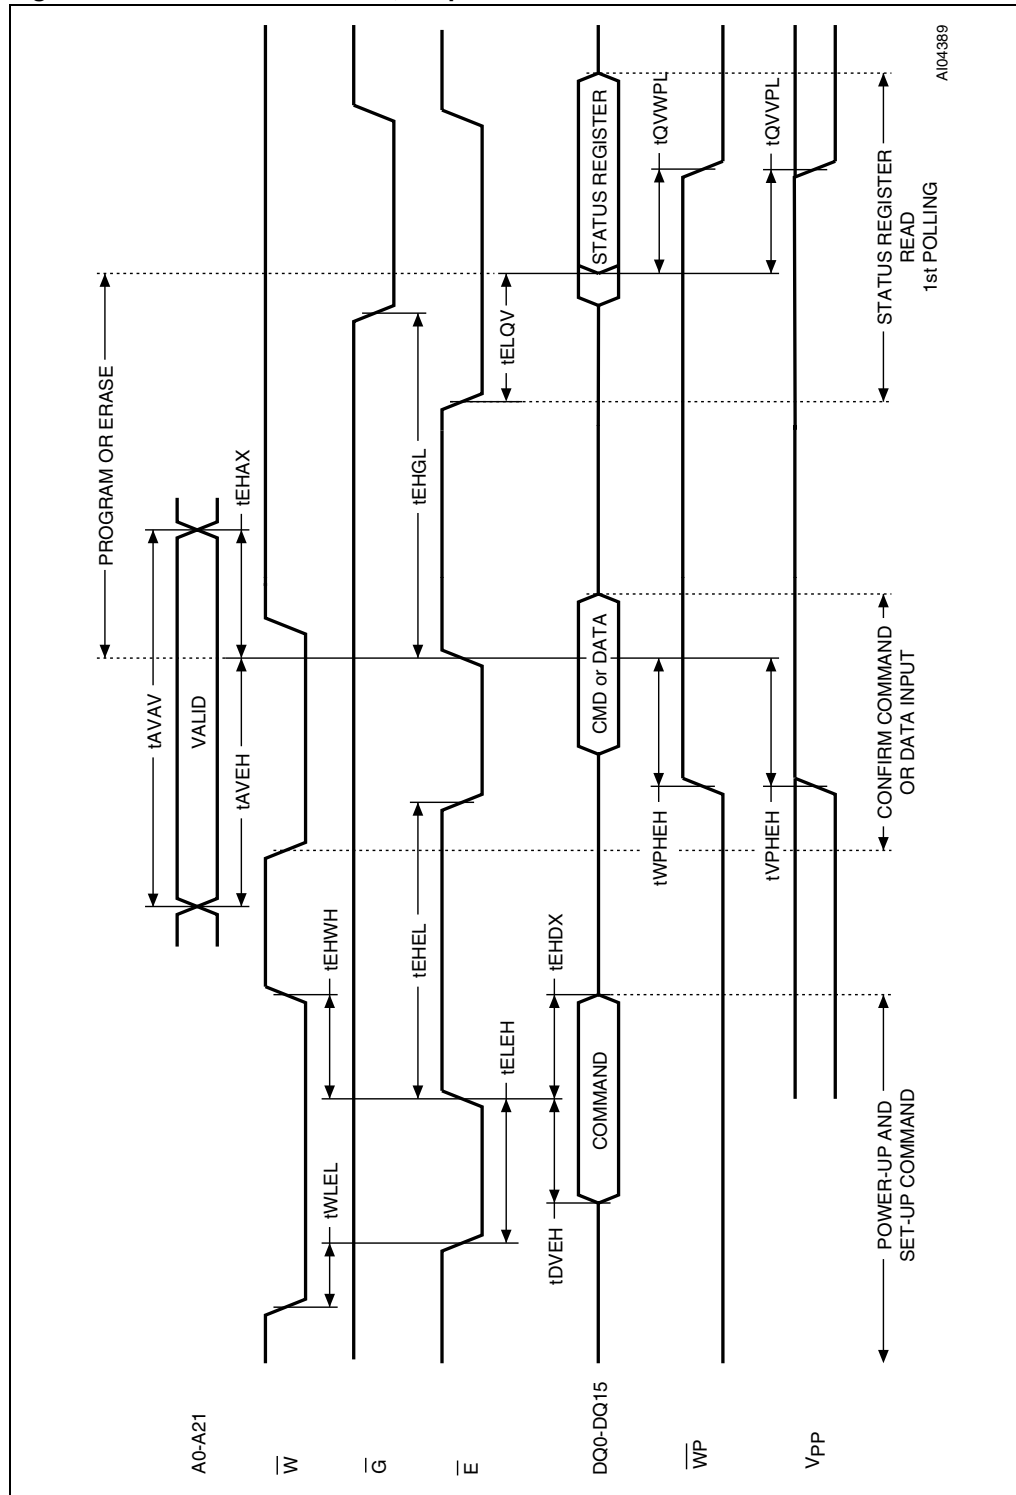 A0-A21
tAVAV
VALID
tAVEH
tEHAX
PROGRAM OR ERASE
W
tWLEL
tEHWH
G
tEHEL
tEHGL
E
tELEH
tELQV
tDVEH
tEHDX
DQ0-DQ15
COMMAND
CMD or DATA
STATUS REGISTER
WP
tWPHEH
tQVWPL
VPP
tVPHEH
tQVVPL
POWER-UP AND
SET-UP COMMAND
CONFIRM COMMAND
OR DATA INPUT
STATUS REGISTER
READ
1st POLLING
AI04389